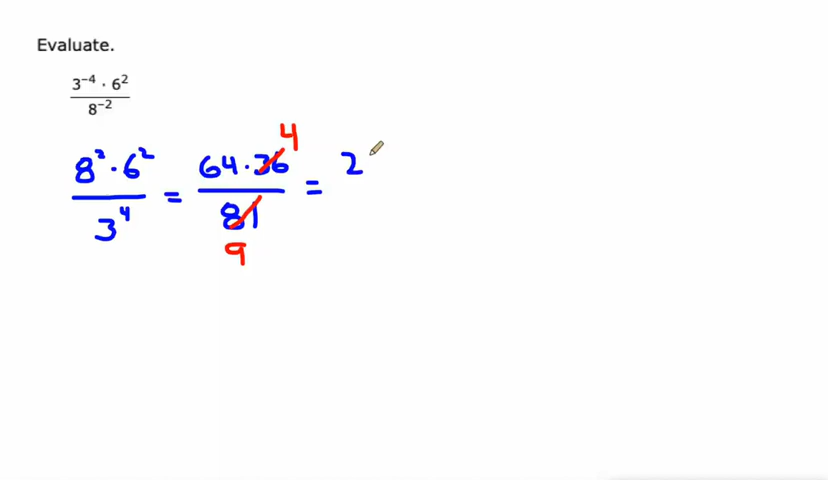 Evaluate.
3⁻⁴ · 6²
8⁻²
4
8² · 6² = 64 · 36 = 2
3⁴ 81
9